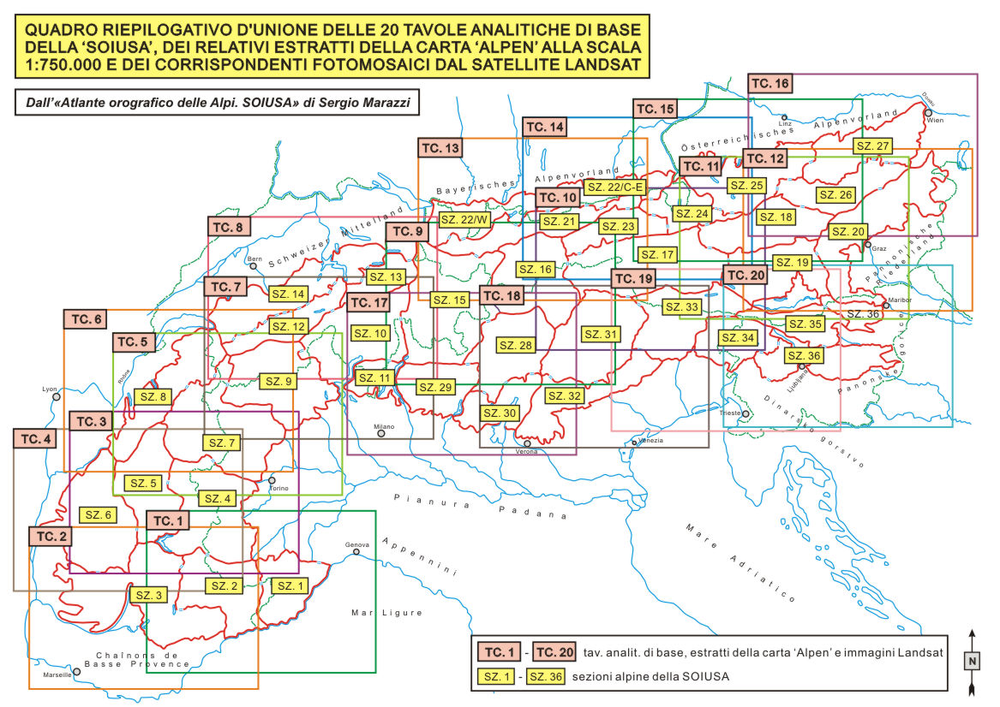 QUADRO RIEPILOGATIVO D'UNIONE DELLE 20 TAVOLE ANALITICHE DI BASE
DELLA ‘SOIUSA’, DEI RELATIVI ESTRATTI DELLA CARTA ‘ALPEN’ ALLA SCALA
1:750.000 E DEI CORRISPONDENTI FOTOMOSAICI DAL SATELLITE LANDSAT
Dall’«Atlante orografico delle Alpi. SOIUSA» di Sergio Marazzi
TC. 16
TC. 15
Donau
Wien
Linz
TC. 14
Österreichisches Alpenvorland
TC. 13
SZ. 27
TC. 11
TC. 12
Bayerisches Alpenvorland
SZ. 22/C-E
SZ. 25
SZ. 26
TC. 10
SZ. 24
SZ. 18
SZ. 22/W
SZ. 21
SZ. 23
SZ. 20
TC. 8
TC. 9
Schweizer Mittelland
Graz
Pannonische
Riedelland
Bern
SZ. 17
SZ. 19
SZ. 16
SZ. 13
TC. 19
TC. 20
TC. 7
SZ. 14
TC. 17
SZ. 15
TC. 18
SZ. 33
Maribor
SZ. 36
TC. 6
SZ. 12
SZ. 10
SZ. 31
SZ. 35
SZ. 34
TC. 5
SZ. 28
SZ. 36
Rhône
Ljubljana
Panonske gorice
SZ. 9
SZ. 11
SZ. 29
Lyon
SZ. 8
SZ. 32
SZ. 30
Trieste
Dinarsko gorstvo
TC. 3
Milano
TC. 4
SZ. 7
Verona
Venezia
SZ. 5
Torino
SZ. 4
Pianura Padana
SZ. 6
TC. 1
TC. 2
Genova
Appennini
Mare Adriatico
SZ. 3
SZ. 2
SZ. 1
Mar Ligure
Chaînons de
Basse Provence
Marseille
TC. 1 - TC. 20 tav. analit. di base, estratti della carta ‘Alpen’ e immagini Landsat
SZ. 1 - SZ. 36 sezioni alpine della SOIUSA
N